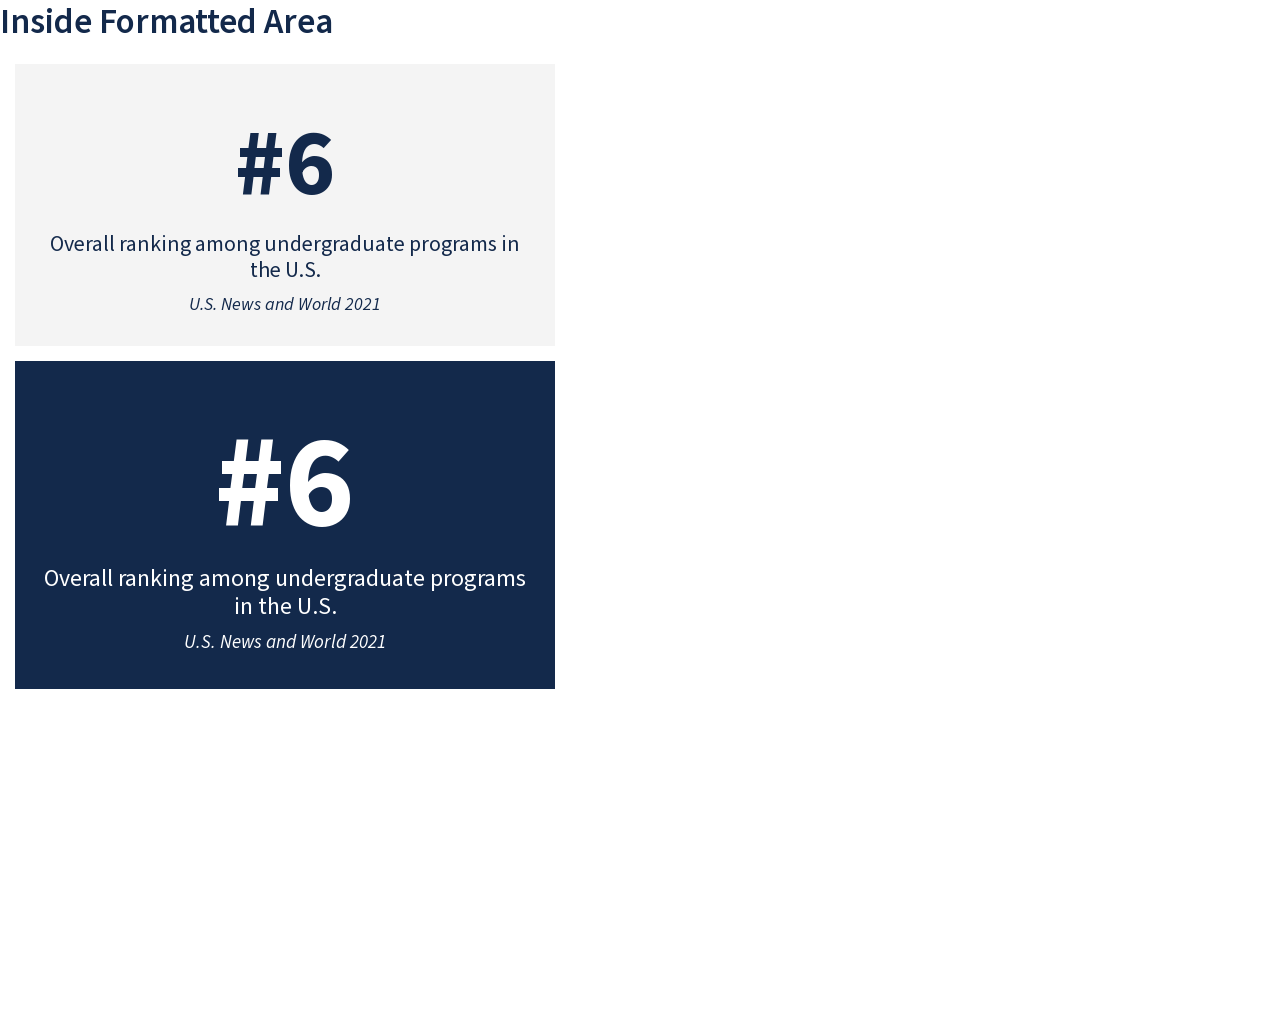 Inside Formatted Area
#6
Overall ranking among undergraduate programs in
the U.S.
U.S. News and World 2021
#6
Overall ranking among undergraduate programs
in the U.S.
U.S. News and World 2021